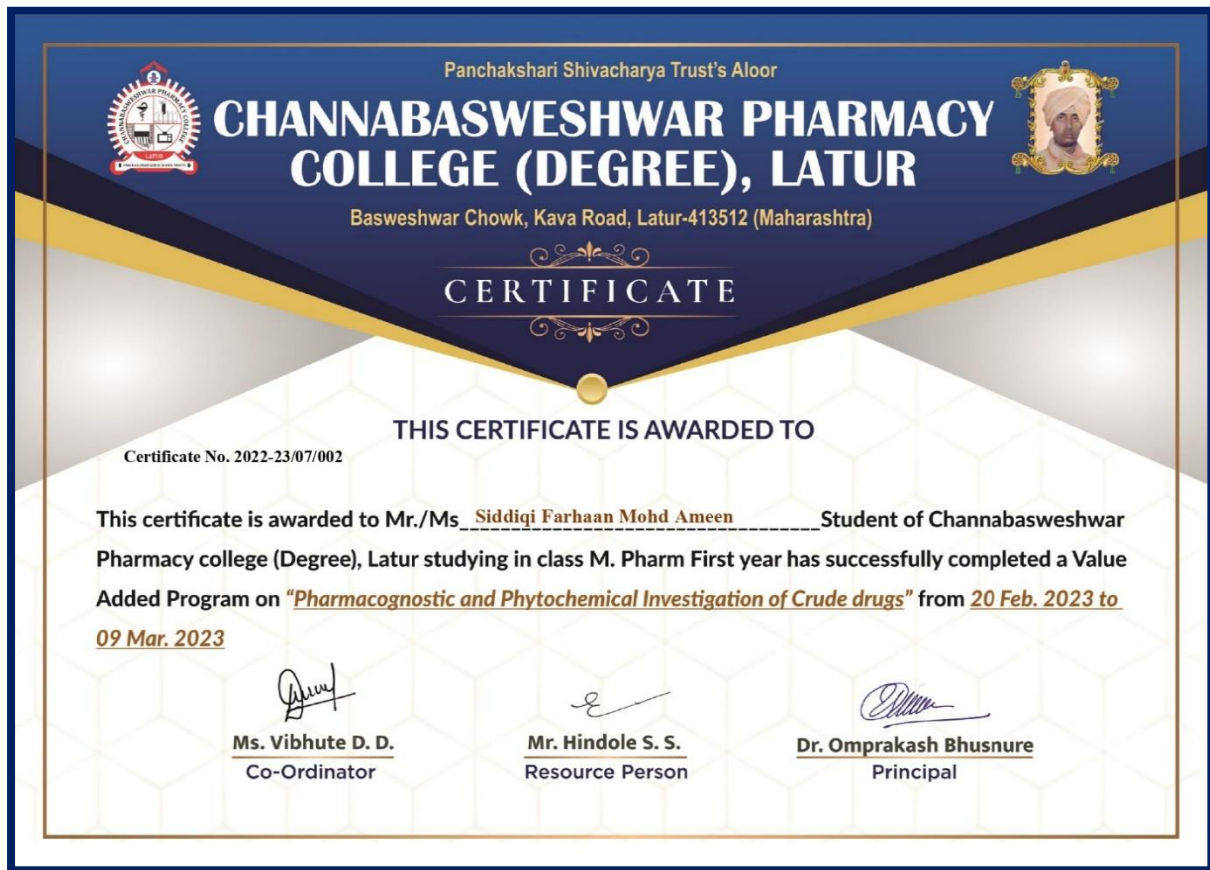 Panchakshari Shivacharya Trust's Aloor
CHANNABASWESHWAR PHARMACY
COLLEGE (DEGREE), LATUR
Basweshwar Chowk, Kava Road, Latur-413512 (Maharashtra)
CERTIFICATE
THIS CERTIFICATE IS AWARDED TO
Certificate No. 2022-23/07/002
This certificate is awarded to Mr./Ms_ Siddiqi Farhaan Mohd Ameen ________Student of Channabasweshwar
Pharmacy college (Degree), Latur studying in class M. Pharm First year has successfully completed a Value
Added Program on "Pharmacognostic and Phytochemical Investigation of Crude drugs" from 20 Feb. 2023 to
09 Mar. 2023
Ms. Vibhute D. D.
Co-Ordinator
Mr. Hindole S. S.
Resource Person
Dr. Omprakash Bhusnure
Principal